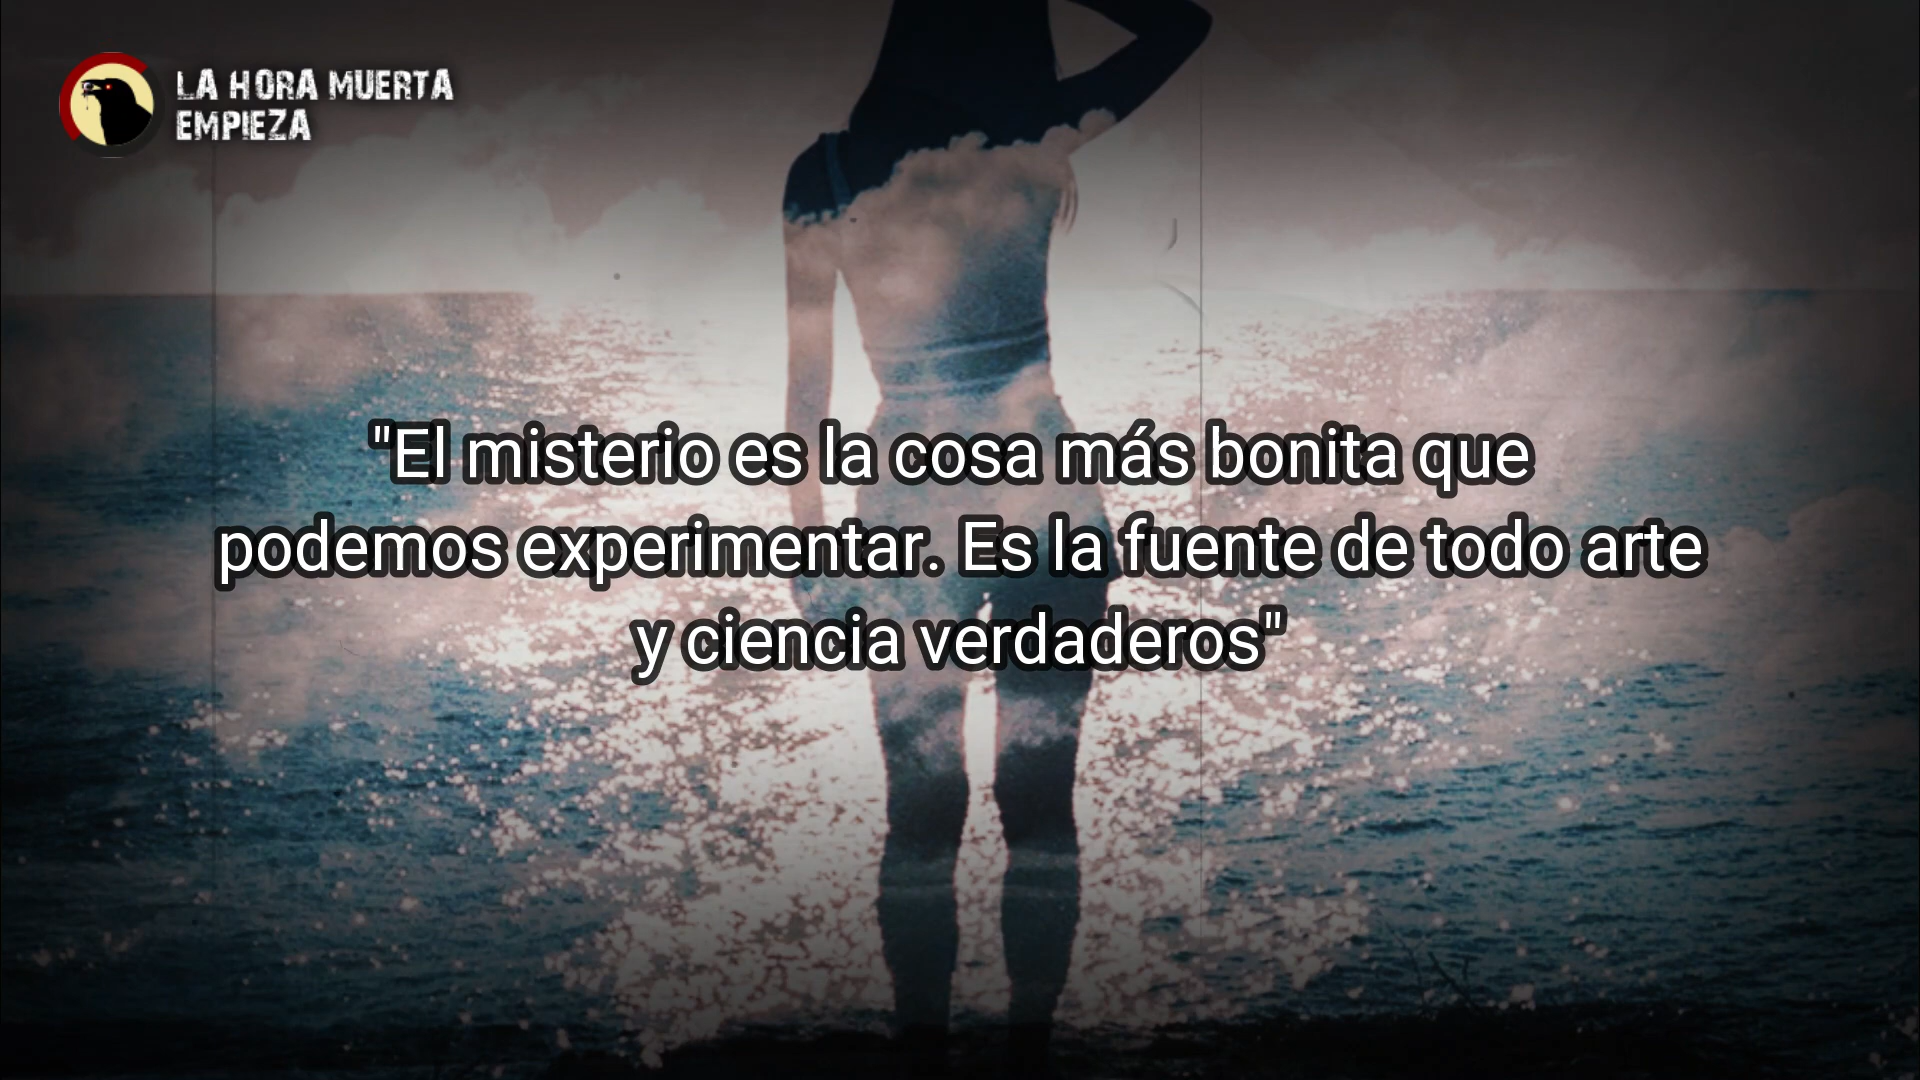 LA HORA MUERTA
EMPIEZA
"El misterio es la cosa más bonita que
podemos experimentar. Es la fuente de todo arte
y ciencia verdaderos"